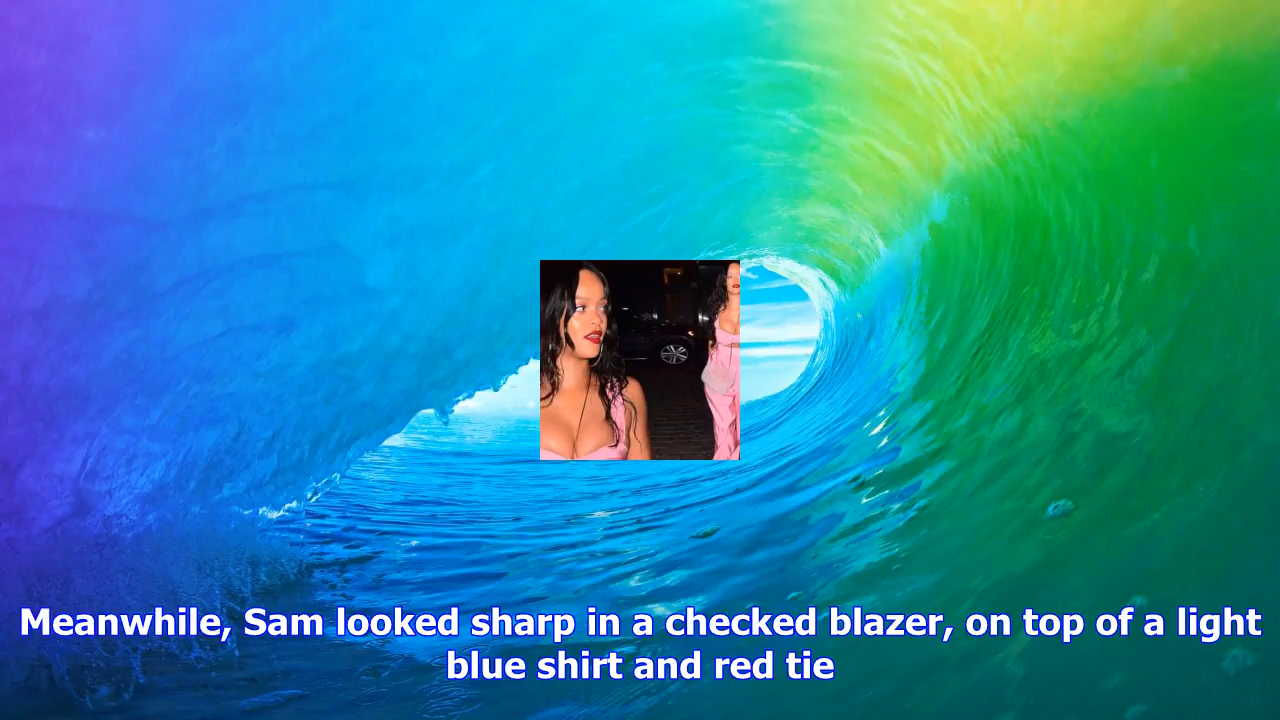 Meanwhile, Sam looked sharp in a checked blazer, on top of a light
blue shirt and red tie